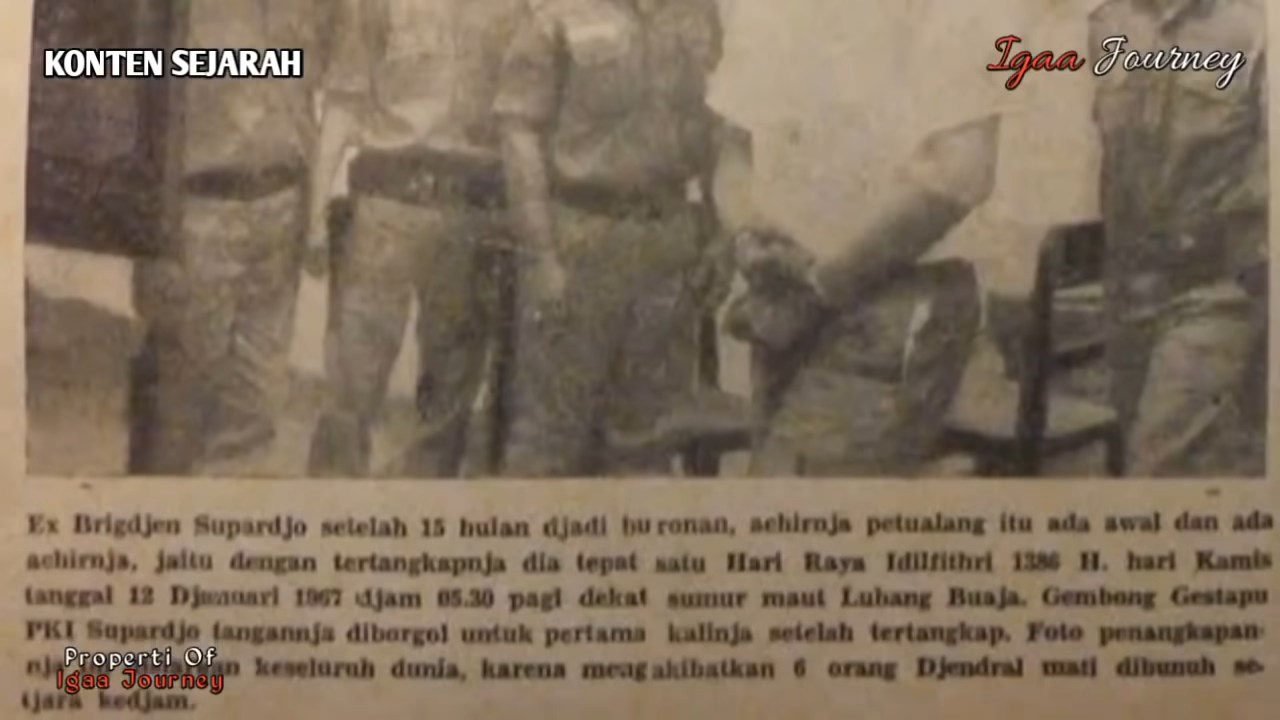 KONTEN SEJARAH
Igaa Journey
Ex Brigdjen Supardjo setelah 15 bulan djadi buronan, achirnja petualang itu ada awal dan ada
achirnja, jaitu dengan tertangkapnja dia tepat satu Hari Raya Idilfithri 1386 H. hari Kamis
tanggal 12 Djanuari 1967 djam 05.30 pagi dekat sumur maut Lubang Buaja. Gembong Gestapu
PKI Supardjo tangannja diborgol untuk pertama kalinja setelah tertangkap. Foto penangkapan-
keseluruh dunia, karena mengakibatkan 6 orang Djendral mati dibunuh se-
tjara kedjam.
Properti Of
Igaa Journey